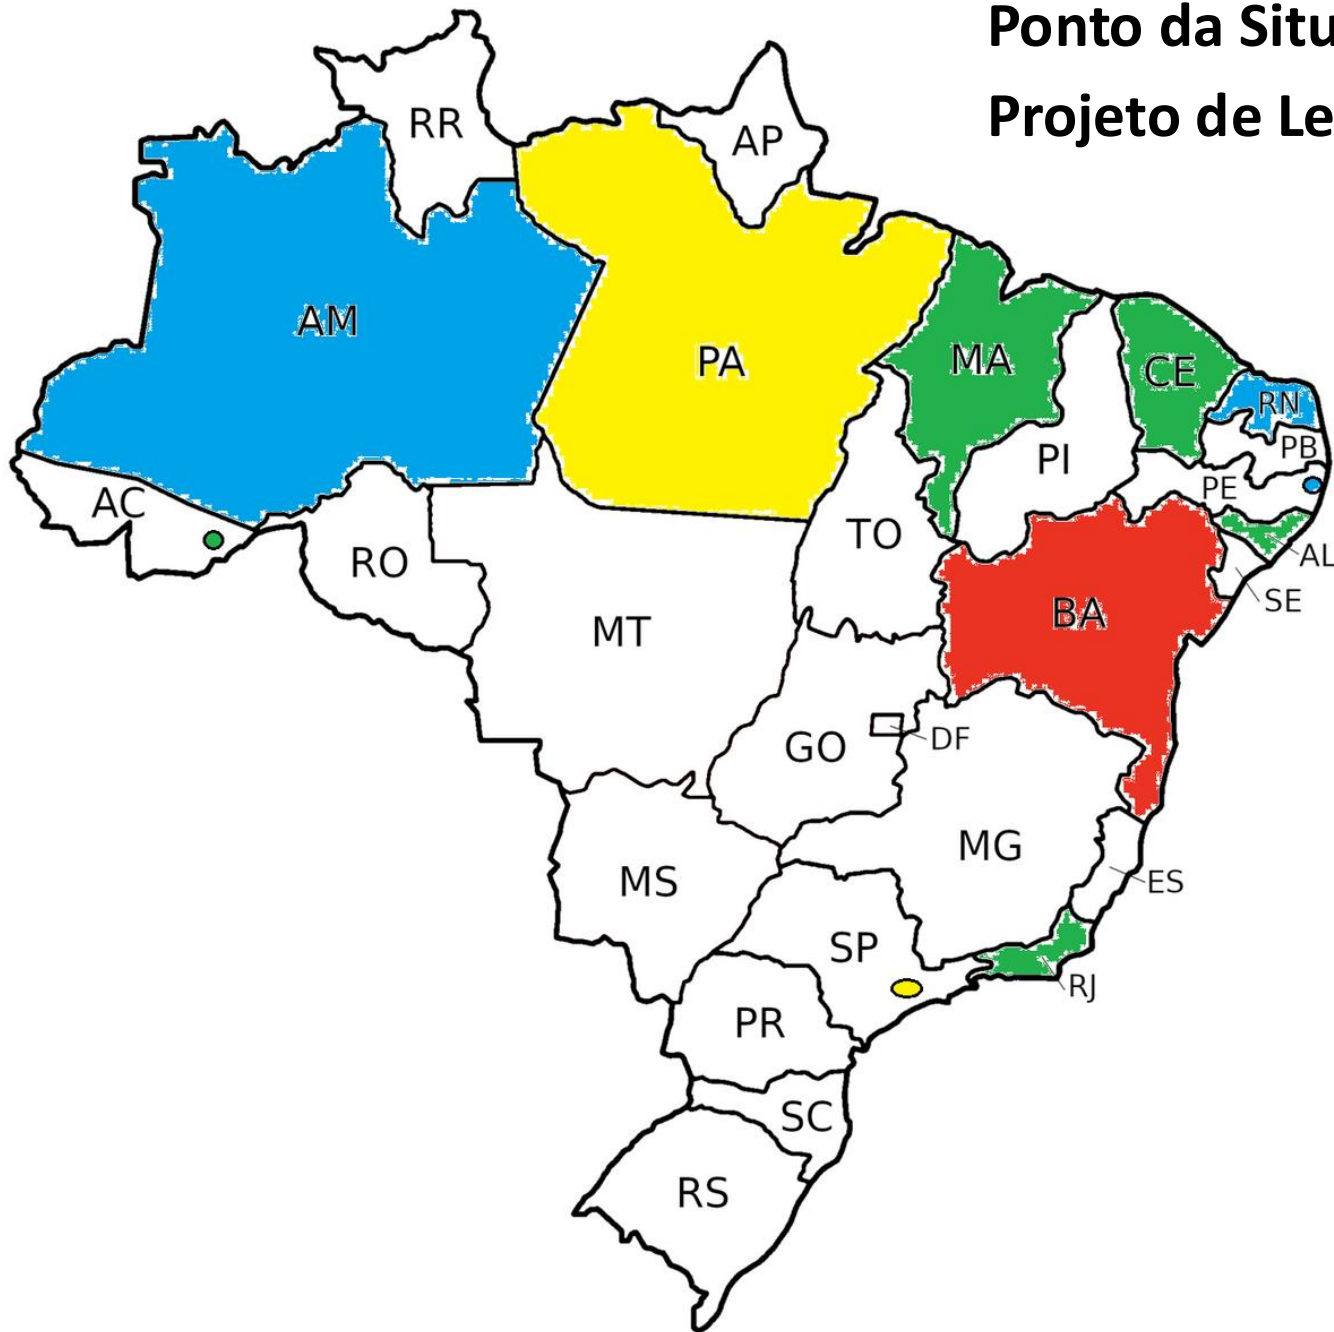 Ponto da Situ
Projeto de Le
RR
AP
AM
PA
MA
CE
RN
PB
PI
PE
AC
TO
AL
RO
SE
BA
MT
DF
GO
MG
ES
MS
SP
RJ
PR
SC
RS